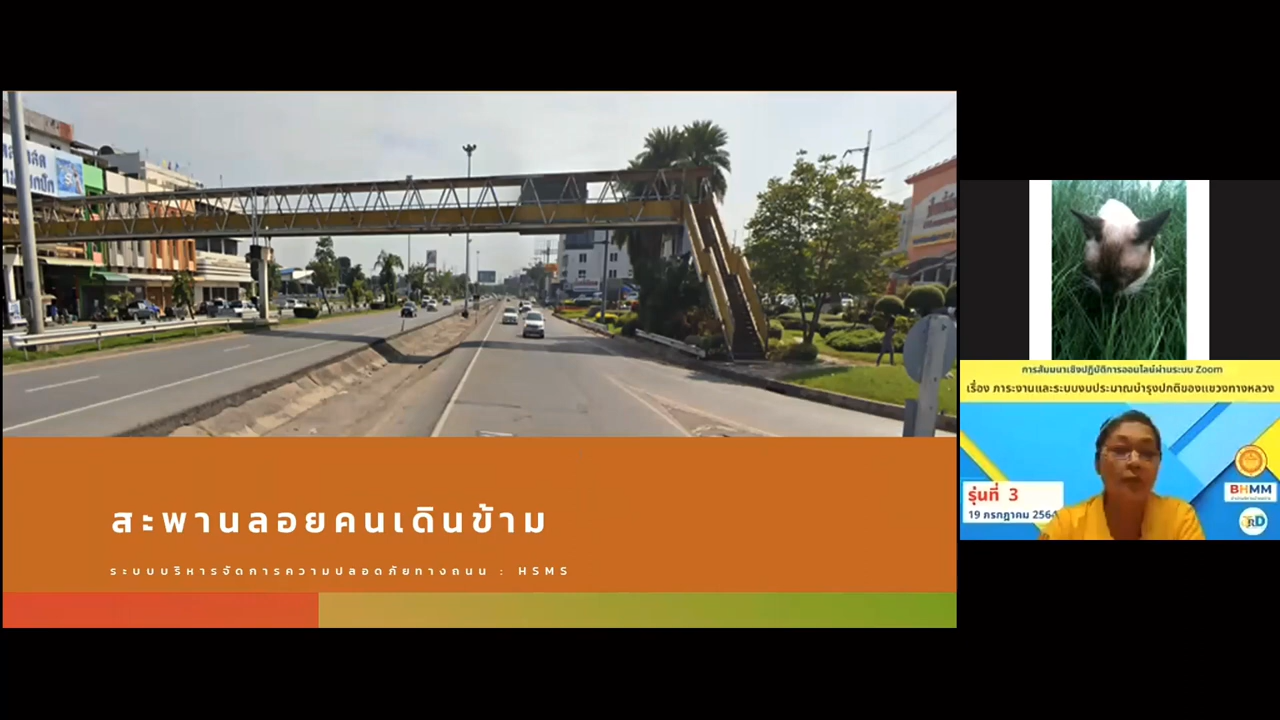 สะพานลอยคนเดินข้าม
ระบบบริหารจัดการความปลอดภัยทางถนน : HSMS
การสัมมนาเชิงปฏิบัติการออนไลน์ผ่านระบบ Zoom
เรื่อง ภาระงานและระบบงบประมาณบำรุงปกติของแขวงทางหลวง
รุ่นที่ 3
19 กรกฎาคม 2564
BHMM